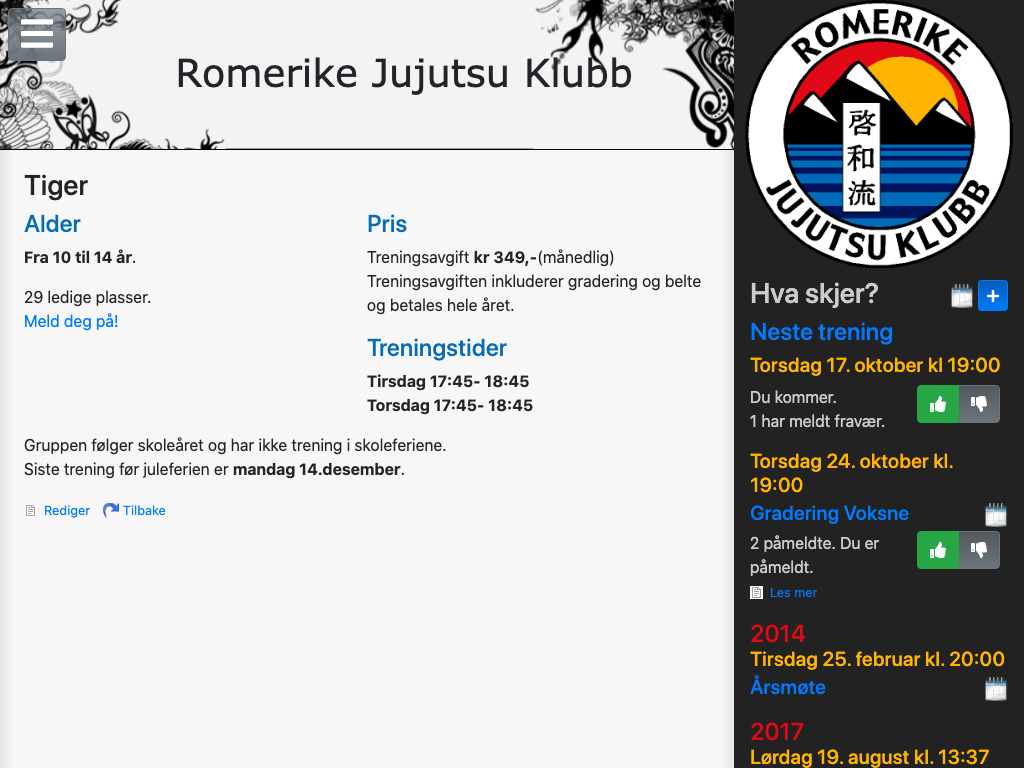 Romerike Jujutsu Klubb
Tiger
Alder
Fra 10 til 14 år.
29 ledige plasser.
Meld deg på!
Pris
Treningsavgift kr 349,-(månedlig)
Treningsavgiften inkluderer gradering og belte
og betales hele året.
Treningstider
Tirsdag 17:45- 18:45
Torsdag 17:45- 18:45
Gruppen følger skoleåret og har ikke trening i skoleferiene.
Siste trening før juleferien er mandag 14.desember.
Rediger Tilbake
ROMERIKE
啓和流
JUJUTSU KLUBB
Hva skjer?
Neste trening
Torsdag 17. oktober kl 19:00
Du kommer.
1 har meldt fravær.
Torsdag 24. oktober kl.
19:00
Gradering Voksne
2 påmeldte. Du er
påmeldt.
Les mer
2014
Tirsdag 25. februar kl. 20:00
Årsmøte
2017
Lørdag 19. august kl. 13:37